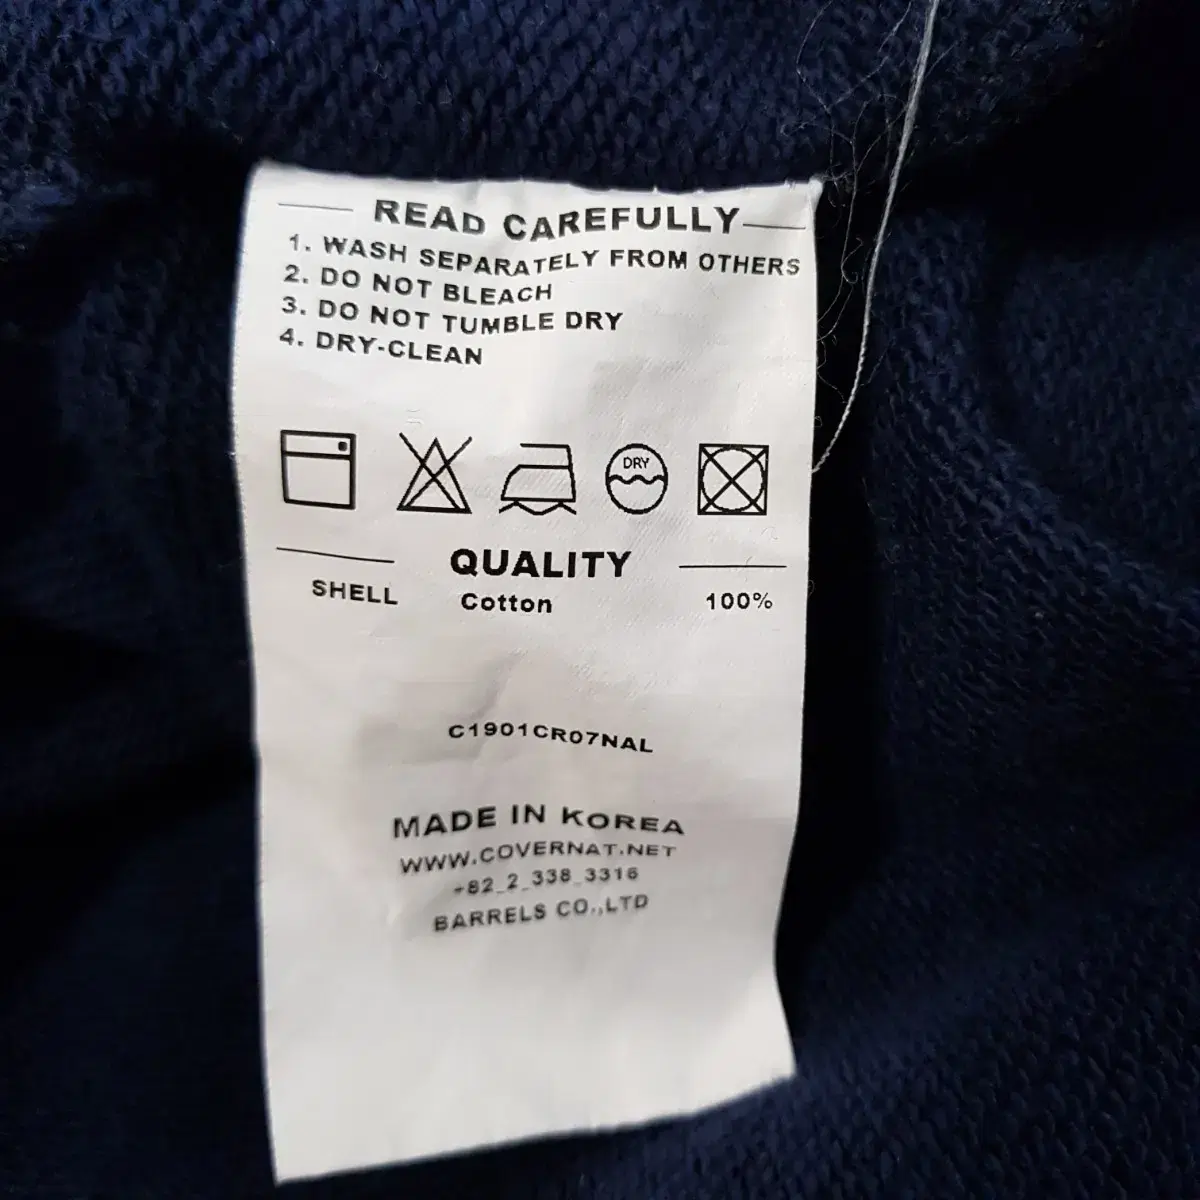 READ CAREFULLY
1. WASH SEPARATELY FROM OTHERS
2. DO NOT BLEACH
3. DO NOT TUMBLE DRY
4. DRY-CLEAN
DRY
QUALITY
SHELL Cotton 100%
C1901CR07NAL
MADE IN KOREA
WWW.COVERNAT.NET
+82_2_338_3316
BARRELS CO.,LTD